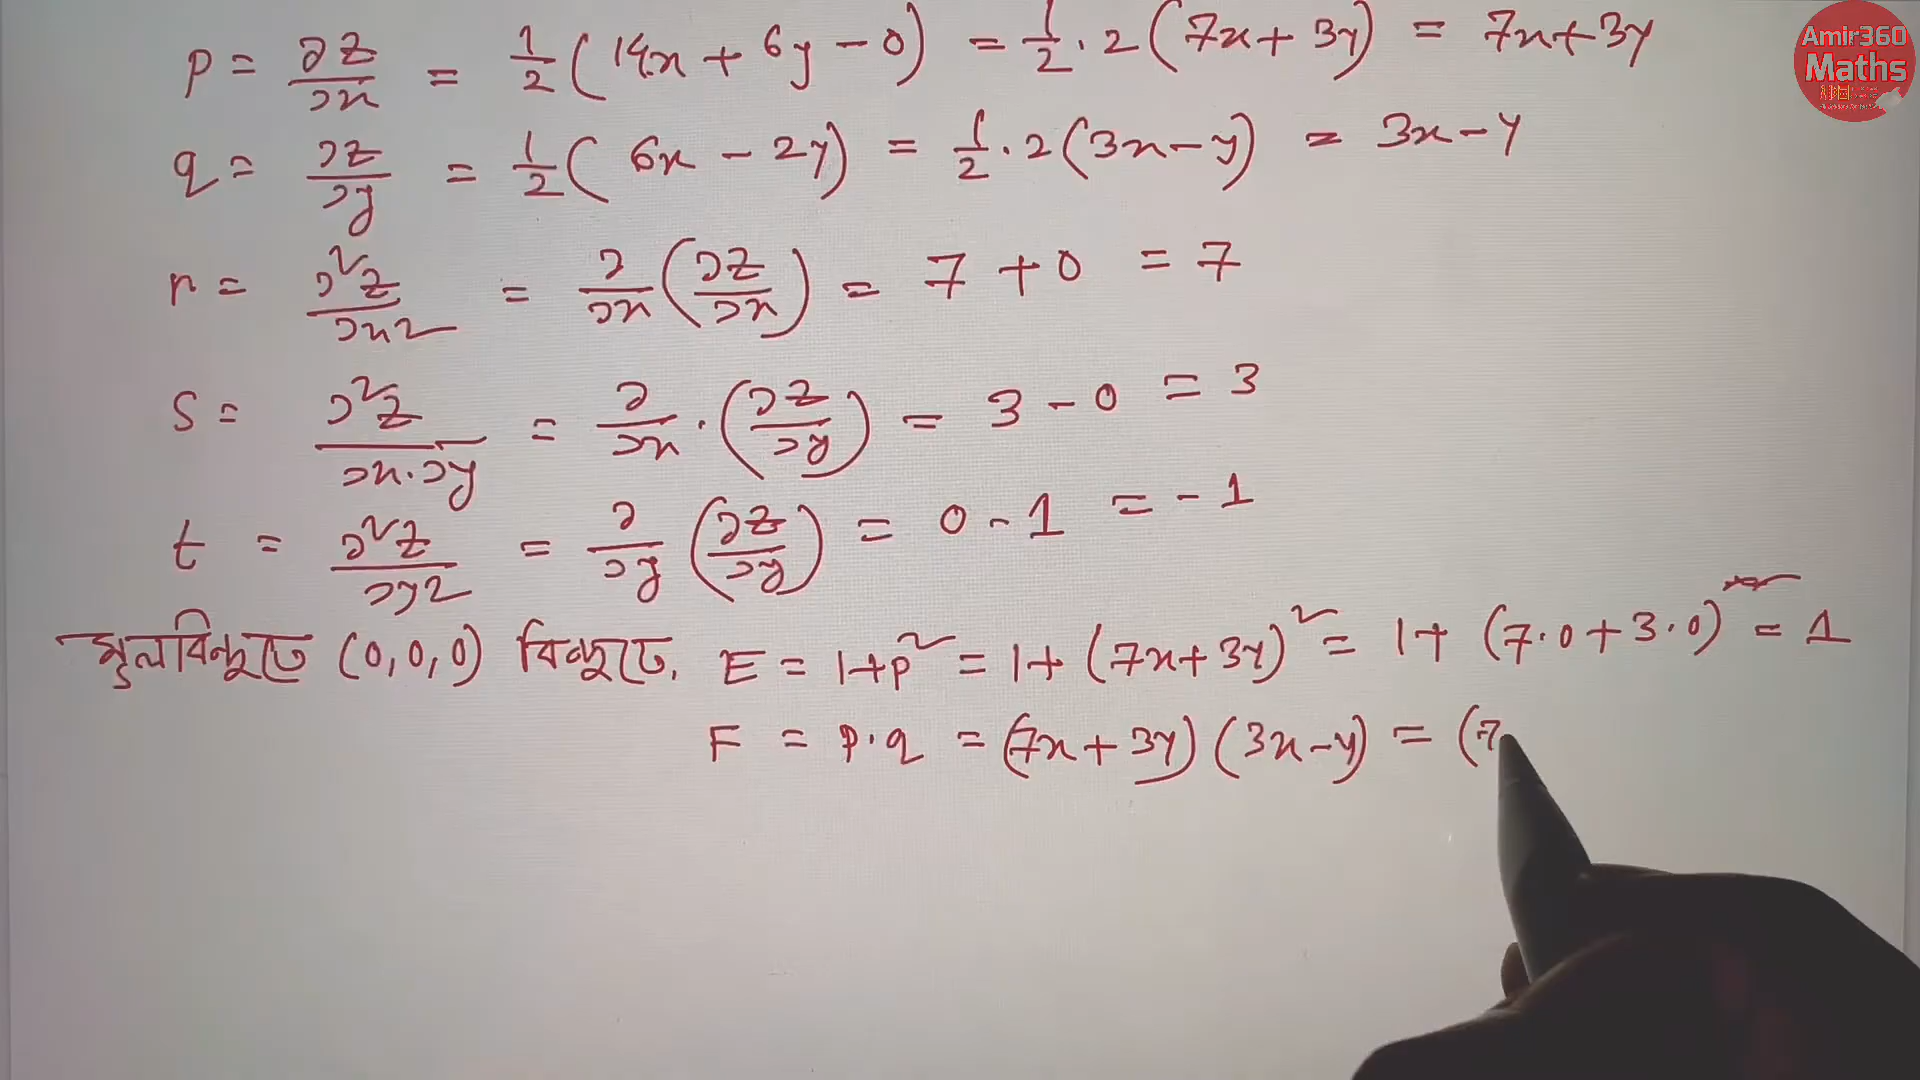 p = ∂z/∂x = 1/2 (14x + 6y - 0) = 1/2 . 2 (7x + 3y) = 7x + 3y
q = ∂z/∂y = 1/2 ( 6x - 2y) = 1/2 . 2 (3x - y) = 3x - y
r = ∂²z/∂x² = ∂/∂x (∂z/∂x) = 7 + 0 = 7
S = ∂²z/∂x.∂y = ∂/∂x . (∂z/∂y) = 3 - 0 = 3
t = ∂²z/∂y² = ∂/∂y (∂z/∂y) = 0 - 1 = - 1
মূলবিন্দুতে (0,0,0) বিন্দুতে, E = 1+p² = 1+ (7x+3y)² = 1+ (7.0+3.0)² = 1
F = p.q = (7x+3y) (3x-y) = (7
Amir360
Maths